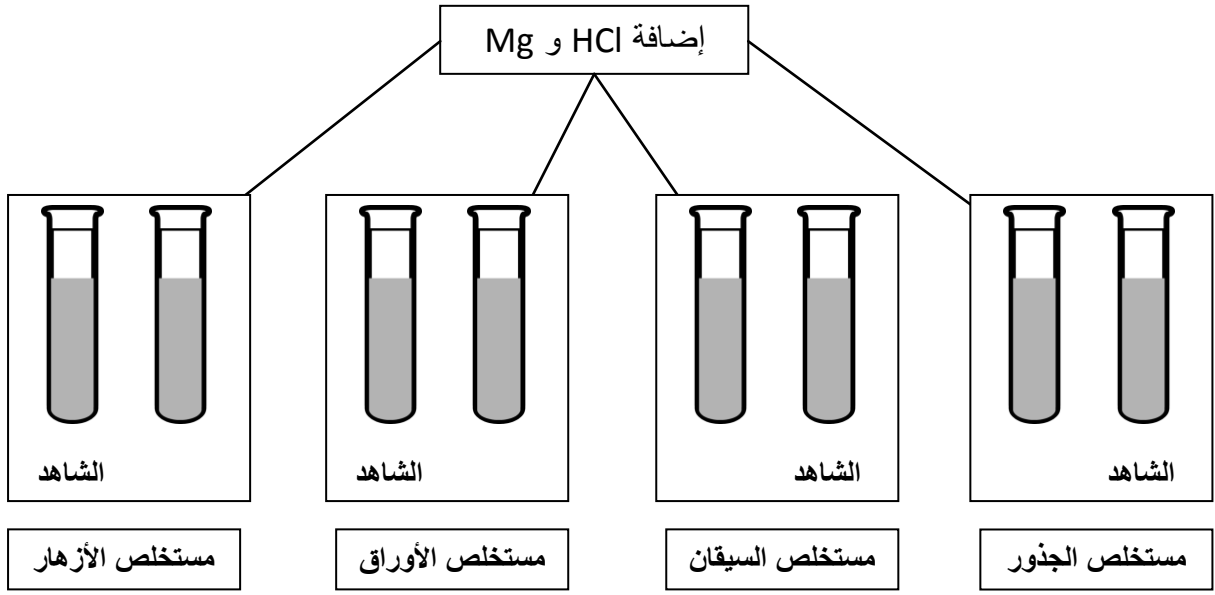 إضافة HCl و Mg
الشاهد
الشاهد
الشاهد
الشاهد
مستخلص الجذور
مستخلص السيقان
مستخلص الأوراق
مستخلص الأزهار